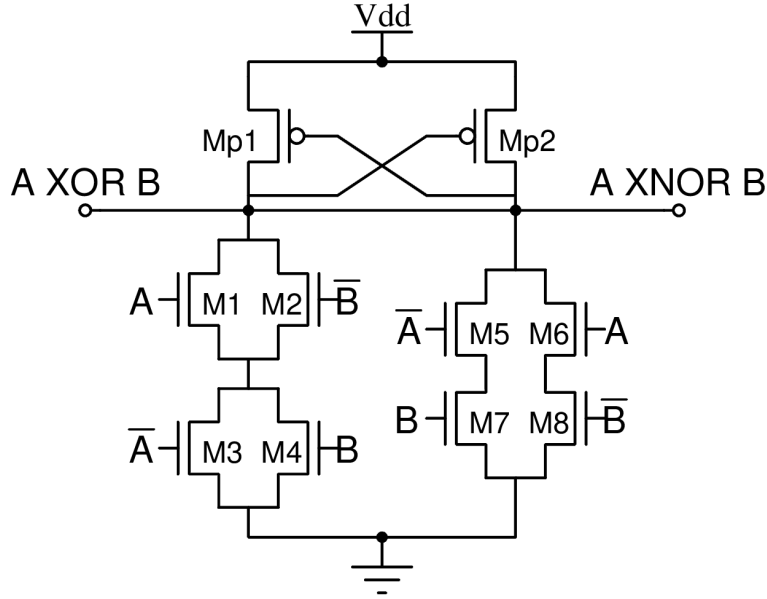 Vdd
Mp1 Mp2
A XOR B A XNOR B
A M1 M2 B̅
A̅ M5 M6 A
B M7 M8 B̅
A̅ M3 M4 B